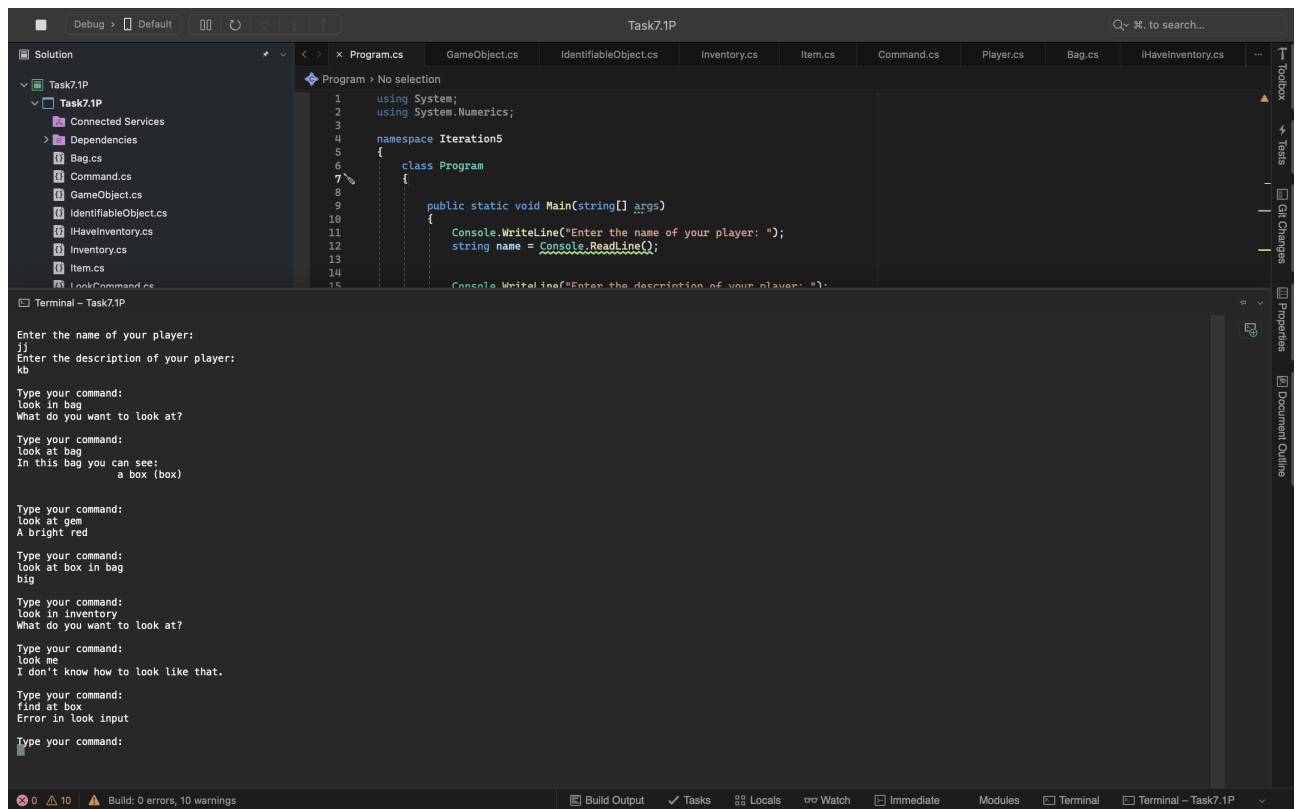 Debug > Default
Task7.1P
⌘. to search...
Solution
Program.cs
GameObject.cs
IdentifiableObject.cs
Inventory.cs
Item.cs
Command.cs
Player.cs
Bag.cs
iHaveInventory.cs
Task7.1P
Task7.1P
Connected Services
Dependencies
Bag.cs
Command.cs
GameObject.cs
IdentifiableObject.cs
IHaveInventory.cs
Inventory.cs
Item.cs
LookCommand.cs
Program > No selection
1 using System;
2 using System.Numerics;
3
4 namespace Iteration5
5 {
6 class Program
7 {
8
9 public static void Main(string[] args)
10 {
11 Console.WriteLine("Enter the name of your player: ");
12 string name = Console.ReadLine();
13
14
15 Console.WriteLine("Enter the description of your player: ");
Toolbox
Tests
Git Changes
Properties
Document Outline
Terminal – Task7.1P
Enter the name of your player:
jj
Enter the description of your player:
kb
Type your command:
look in bag
What do you want to look at?
Type your command:
look at bag
In this bag you can see:
a box (box)
Type your command:
look at gem
A bright red
Type your command:
look at box in bag
big
Type your command:
look in inventory
What do you want to look at?
Type your command:
look me
I don't know how to look like that.
Type your command:
find at box
Error in look input
Type your command:
0 10 Build: 0 errors, 10 warnings
Build Output
Tasks
Locals
Watch
Immediate
Modules
Terminal
Terminal – Task7.1P